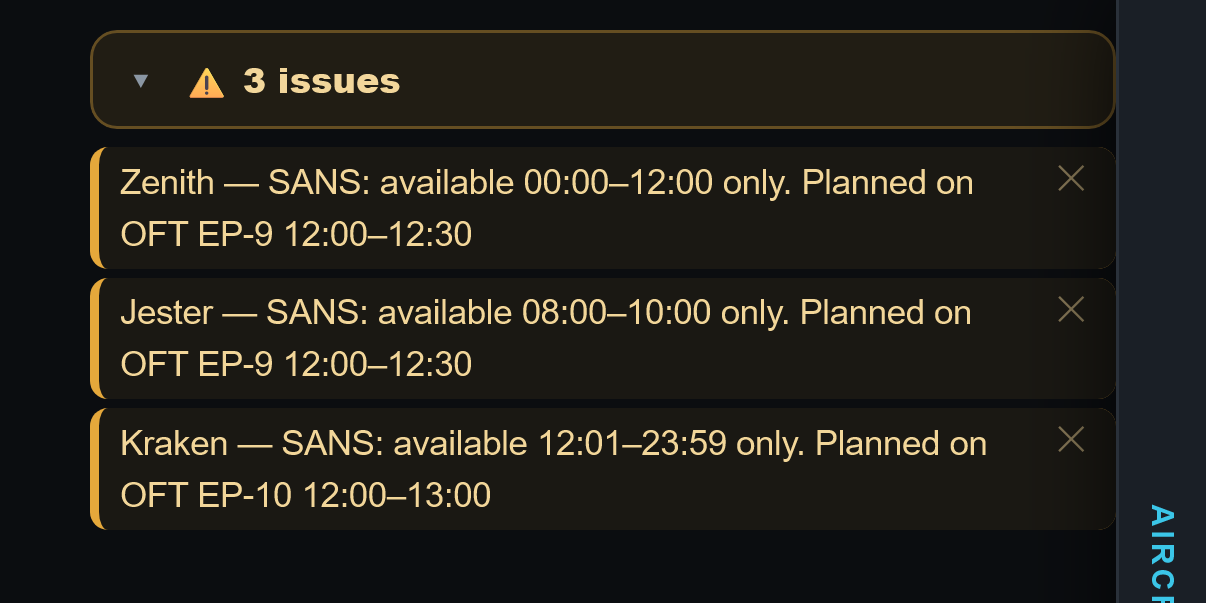 3 issues
Zenith — SANS: available 00:00–12:00 only. Planned on
OFT EP-9 12:00–12:30
Jester — SANS: available 08:00–10:00 only. Planned on
OFT EP-9 12:00–12:30
Kraken — SANS: available 12:01–23:59 only. Planned on
OFT EP-10 12:00–13:00